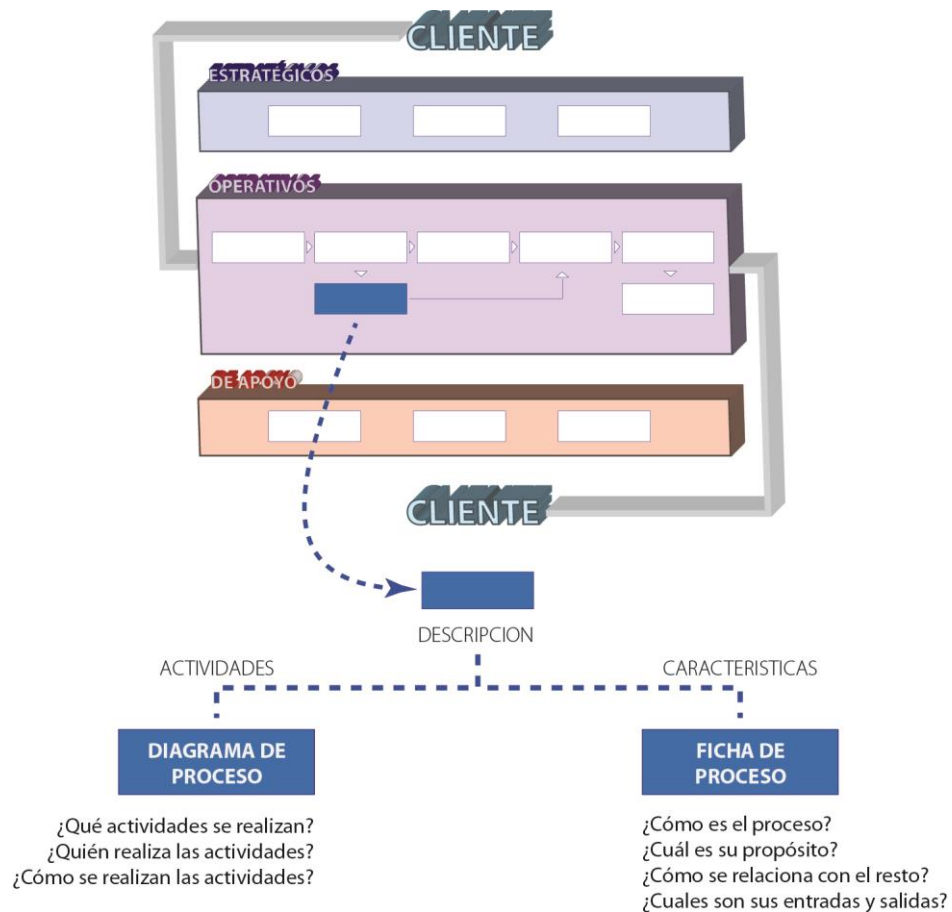 CLIENTE
ESTRATÉGICOS
OPERATIVOS
DE APOYO
CLIENTE
DESCRIPCION
ACTIVIDADES
CARACTERISTICAS
DIAGRAMA DE
PROCESO
FICHA DE
PROCESO
¿Qué actividades se realizan?
¿Quién realiza las actividades?
¿Cómo se realizan las actividades?
¿Cómo es el proceso?
¿Cuál es su propósito?
¿Cómo se relaciona con el resto?
¿Cuales son sus entradas y salidas?